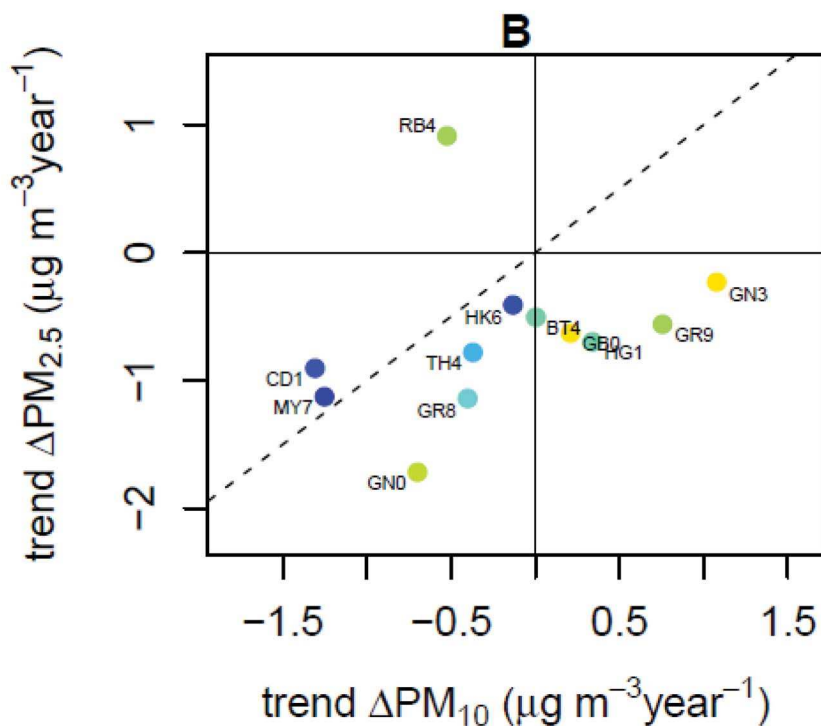 B
trend ΔPM₂.₅ (μg m⁻³year⁻¹)
1
0
−1
−2
RB4
GN3
HK6
BT4
GB0
HG1
GR9
TH4
CD1
MY7
GR8
GN0
−1.5
−0.5
0.5
1.5
trend ΔPM₁₀ (μg m⁻³year⁻¹)